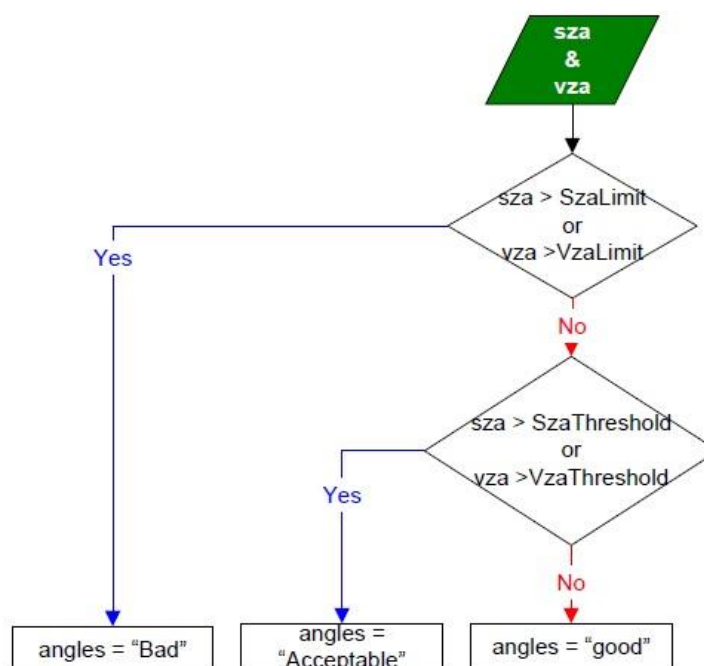 sza
&
vza
sza > SzaLimit
or
vza >VzaLimit
Yes
No
sza > SzaThreshold
or
vza >VzaThreshold
Yes
No
angles = “Bad”
angles =
“Acceptable”
angles = “good”